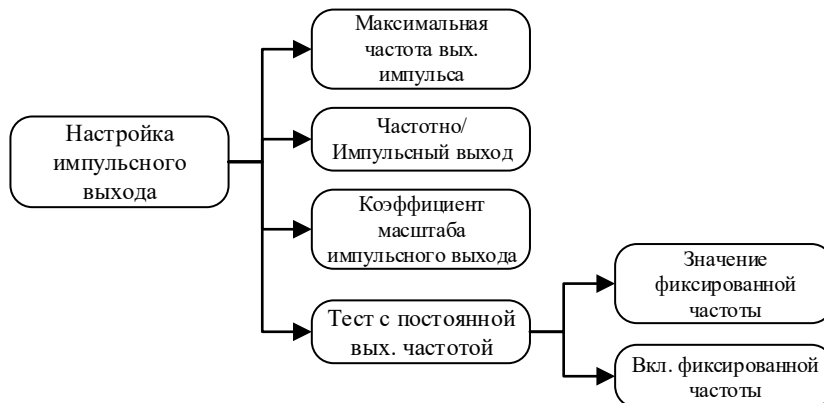 Максимальная
частота вых.
импульса
Настройка
импульсного
выхода
Частотно/
Импульсный выход
Коэффициент
масштаба
импульсного выхода
Тест с постоянной
вых. частотой
Значение
фиксированной
частоты
Вкл. фиксированной
частоты